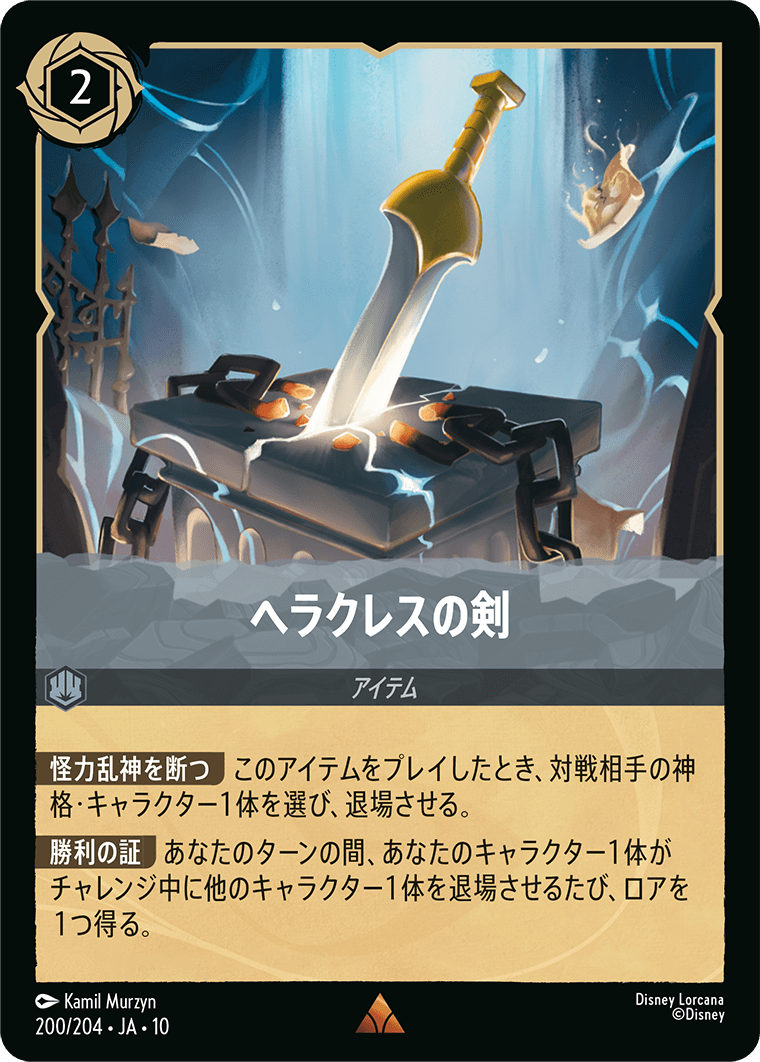 2
ヘラクレスの剣
アイテム
怪力乱神を断つ このアイテムをプレイしたとき、対戦相手の神
格・キャラクター1体を選び、退場させる。
勝利の証 あなたのターンの間、あなたのキャラクター1体が
チャレンジ中に他のキャラクター1体を退場させるたび、ロアを
1つ得る。
Kamil Murzyn
200/204・JA・10
Disney Lorcana
©Disney